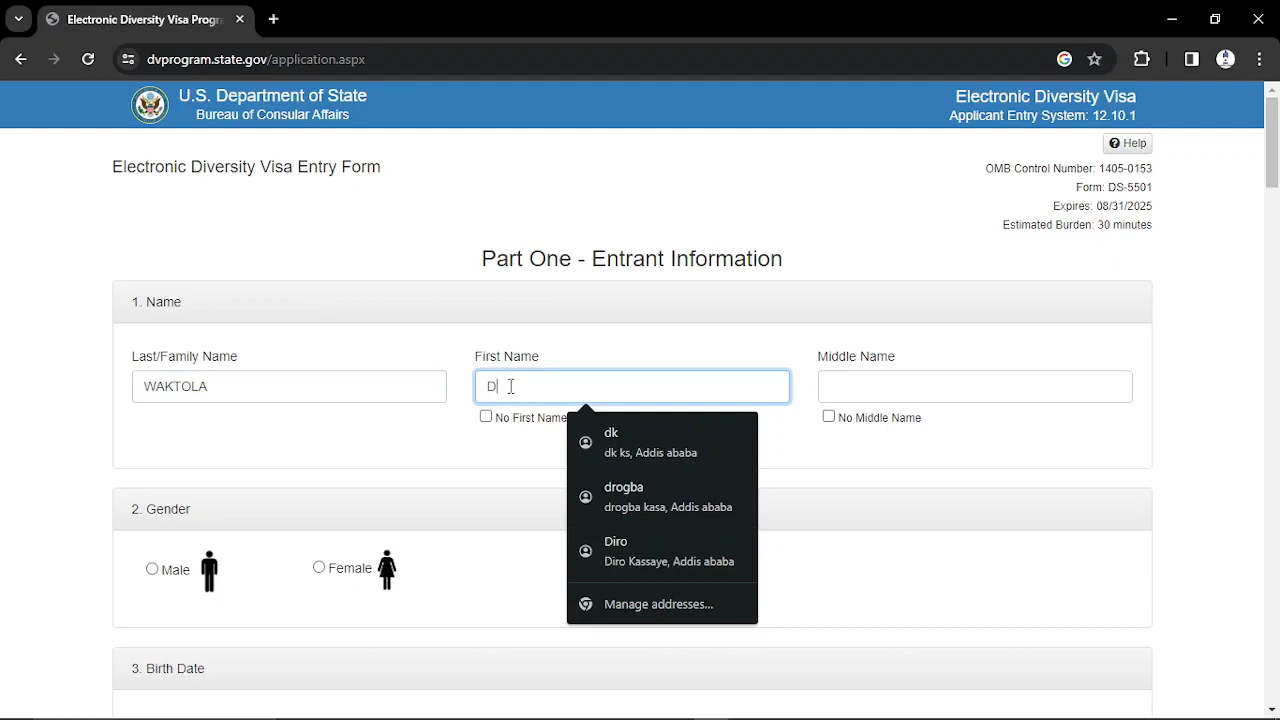 Electronic Diversity Visa Progr
dvprogram.state.gov/application.aspx
U.S. Department of State
Bureau of Consular Affairs
Electronic Diversity Visa
Applicant Entry System: 12.10.1
Help
Electronic Diversity Visa Entry Form
OMB Control Number: 1405-0153
Form: DS-5501
Expires: 08/31/2025
Estimated Burden: 30 minutes
Part One - Entrant Information
1. Name
Last/Family Name
First Name
Middle Name
WAKTOLA
D
No First Name
No Middle Name
dk
dk ks, Addis ababa
drogba
drogba kasa, Addis ababa
Diro
Diro Kassaye, Addis ababa
Manage addresses...
2. Gender
Male
Female
3. Birth Date